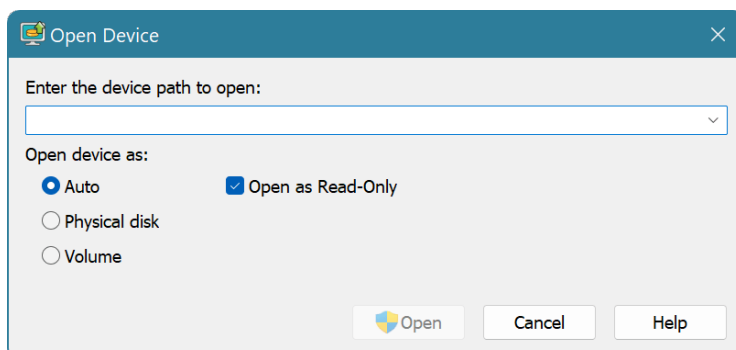 Open Device
Enter the device path to open:
Open device as:
Auto
Open as Read-Only
Physical disk
Volume
Open
Cancel
Help